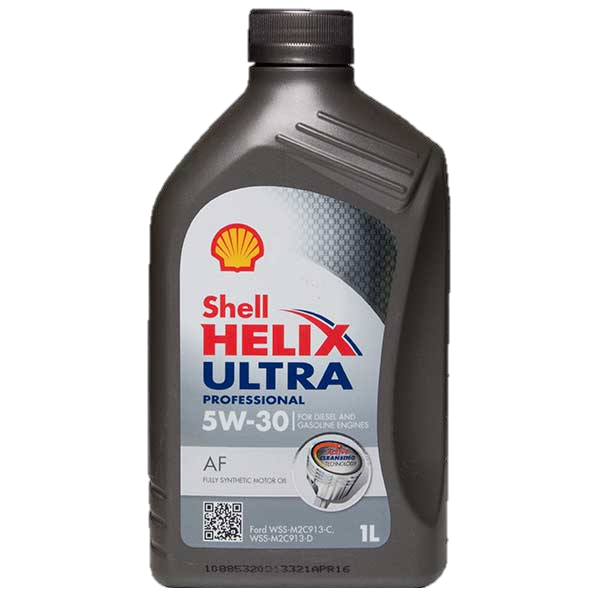 Shell
HELIX
ULTRA
PROFESSIONAL
5W-30
FOR DIESEL AND
GASOLINE ENGINES
AF
FULLY SYNTHETIC MOTOR OIL
ACTIVE
CLEANSING
TECHNOLOGY
Ford WSS-M2C913-C,
WSS-M2C913-D
1L